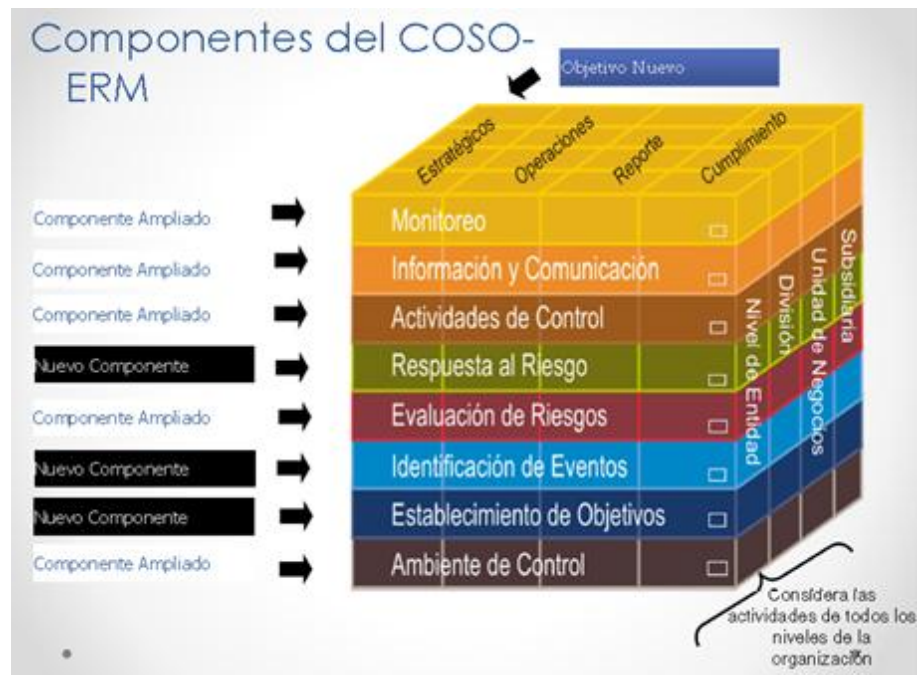 Componentes del COSO-
ERM
Objetivo Nuevo
Estratégicos
Operaciones
Reporte
Cumplimiento
Componente Ampliado
Monitoreo
Componente Ampliado
Información y Comunicación
Componente Ampliado
Actividades de Control
Nuevo Componente
Respuesta al Riesgo
Componente Ampliado
Evaluación de Riesgos
Nuevo Componente
Identificación de Eventos
Nuevo Componente
Establecimiento de Objetivos
Componente Ampliado
Ambiente de Control
Nivel de Entidad
División
Unidad de Negocios
Subsidiaria
Considera las
actividades de todos los
niveles de la
organización